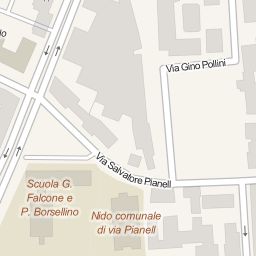 Via Gino Pollini
Via Salvatore Pianell
Scuola G.
Falcone e
P. Borsellino
Nido comunale
di via Pianell